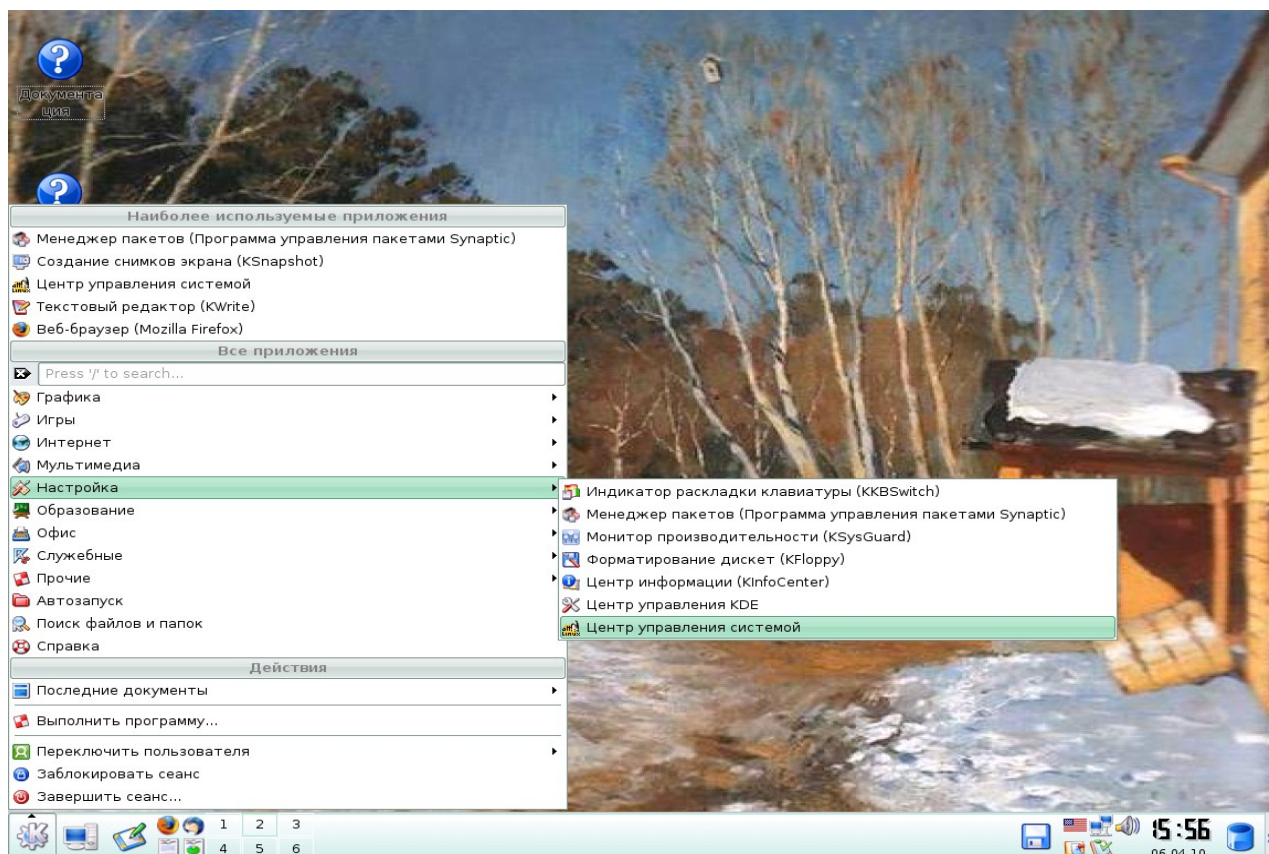 Документа
ция
Наиболее используемые приложения
Менеджер пакетов (Программа управления пакетами Synaptic)
Создание снимков экрана (KSnapshot)
Центр управления системой
Текстовый редактор (KWrite)
Веб-браузер (Mozilla Firefox)
Все приложения
Press '/' to search...
Графика
Игры
Интернет
Мультимедиа
Настройка
Образование
Офис
Служебные
Прочие
Автозапуск
Поиск файлов и папок
Справка
Действия
Последние документы
Выполнить программу...
Переключить пользователя
Заблокировать сеанс
Завершить сеанс...
Индикатор раскладки клавиатуры (KKBSwitch)
Менеджер пакетов (Программа управления пакетами Synaptic)
Монитор производительности (KSysGuard)
Форматирование дискет (KFloppy)
Центр информации (KInfoCenter)
Центр управления KDE
Центр управления системой
1 2 3
4 5 6
15:56
06.04.10